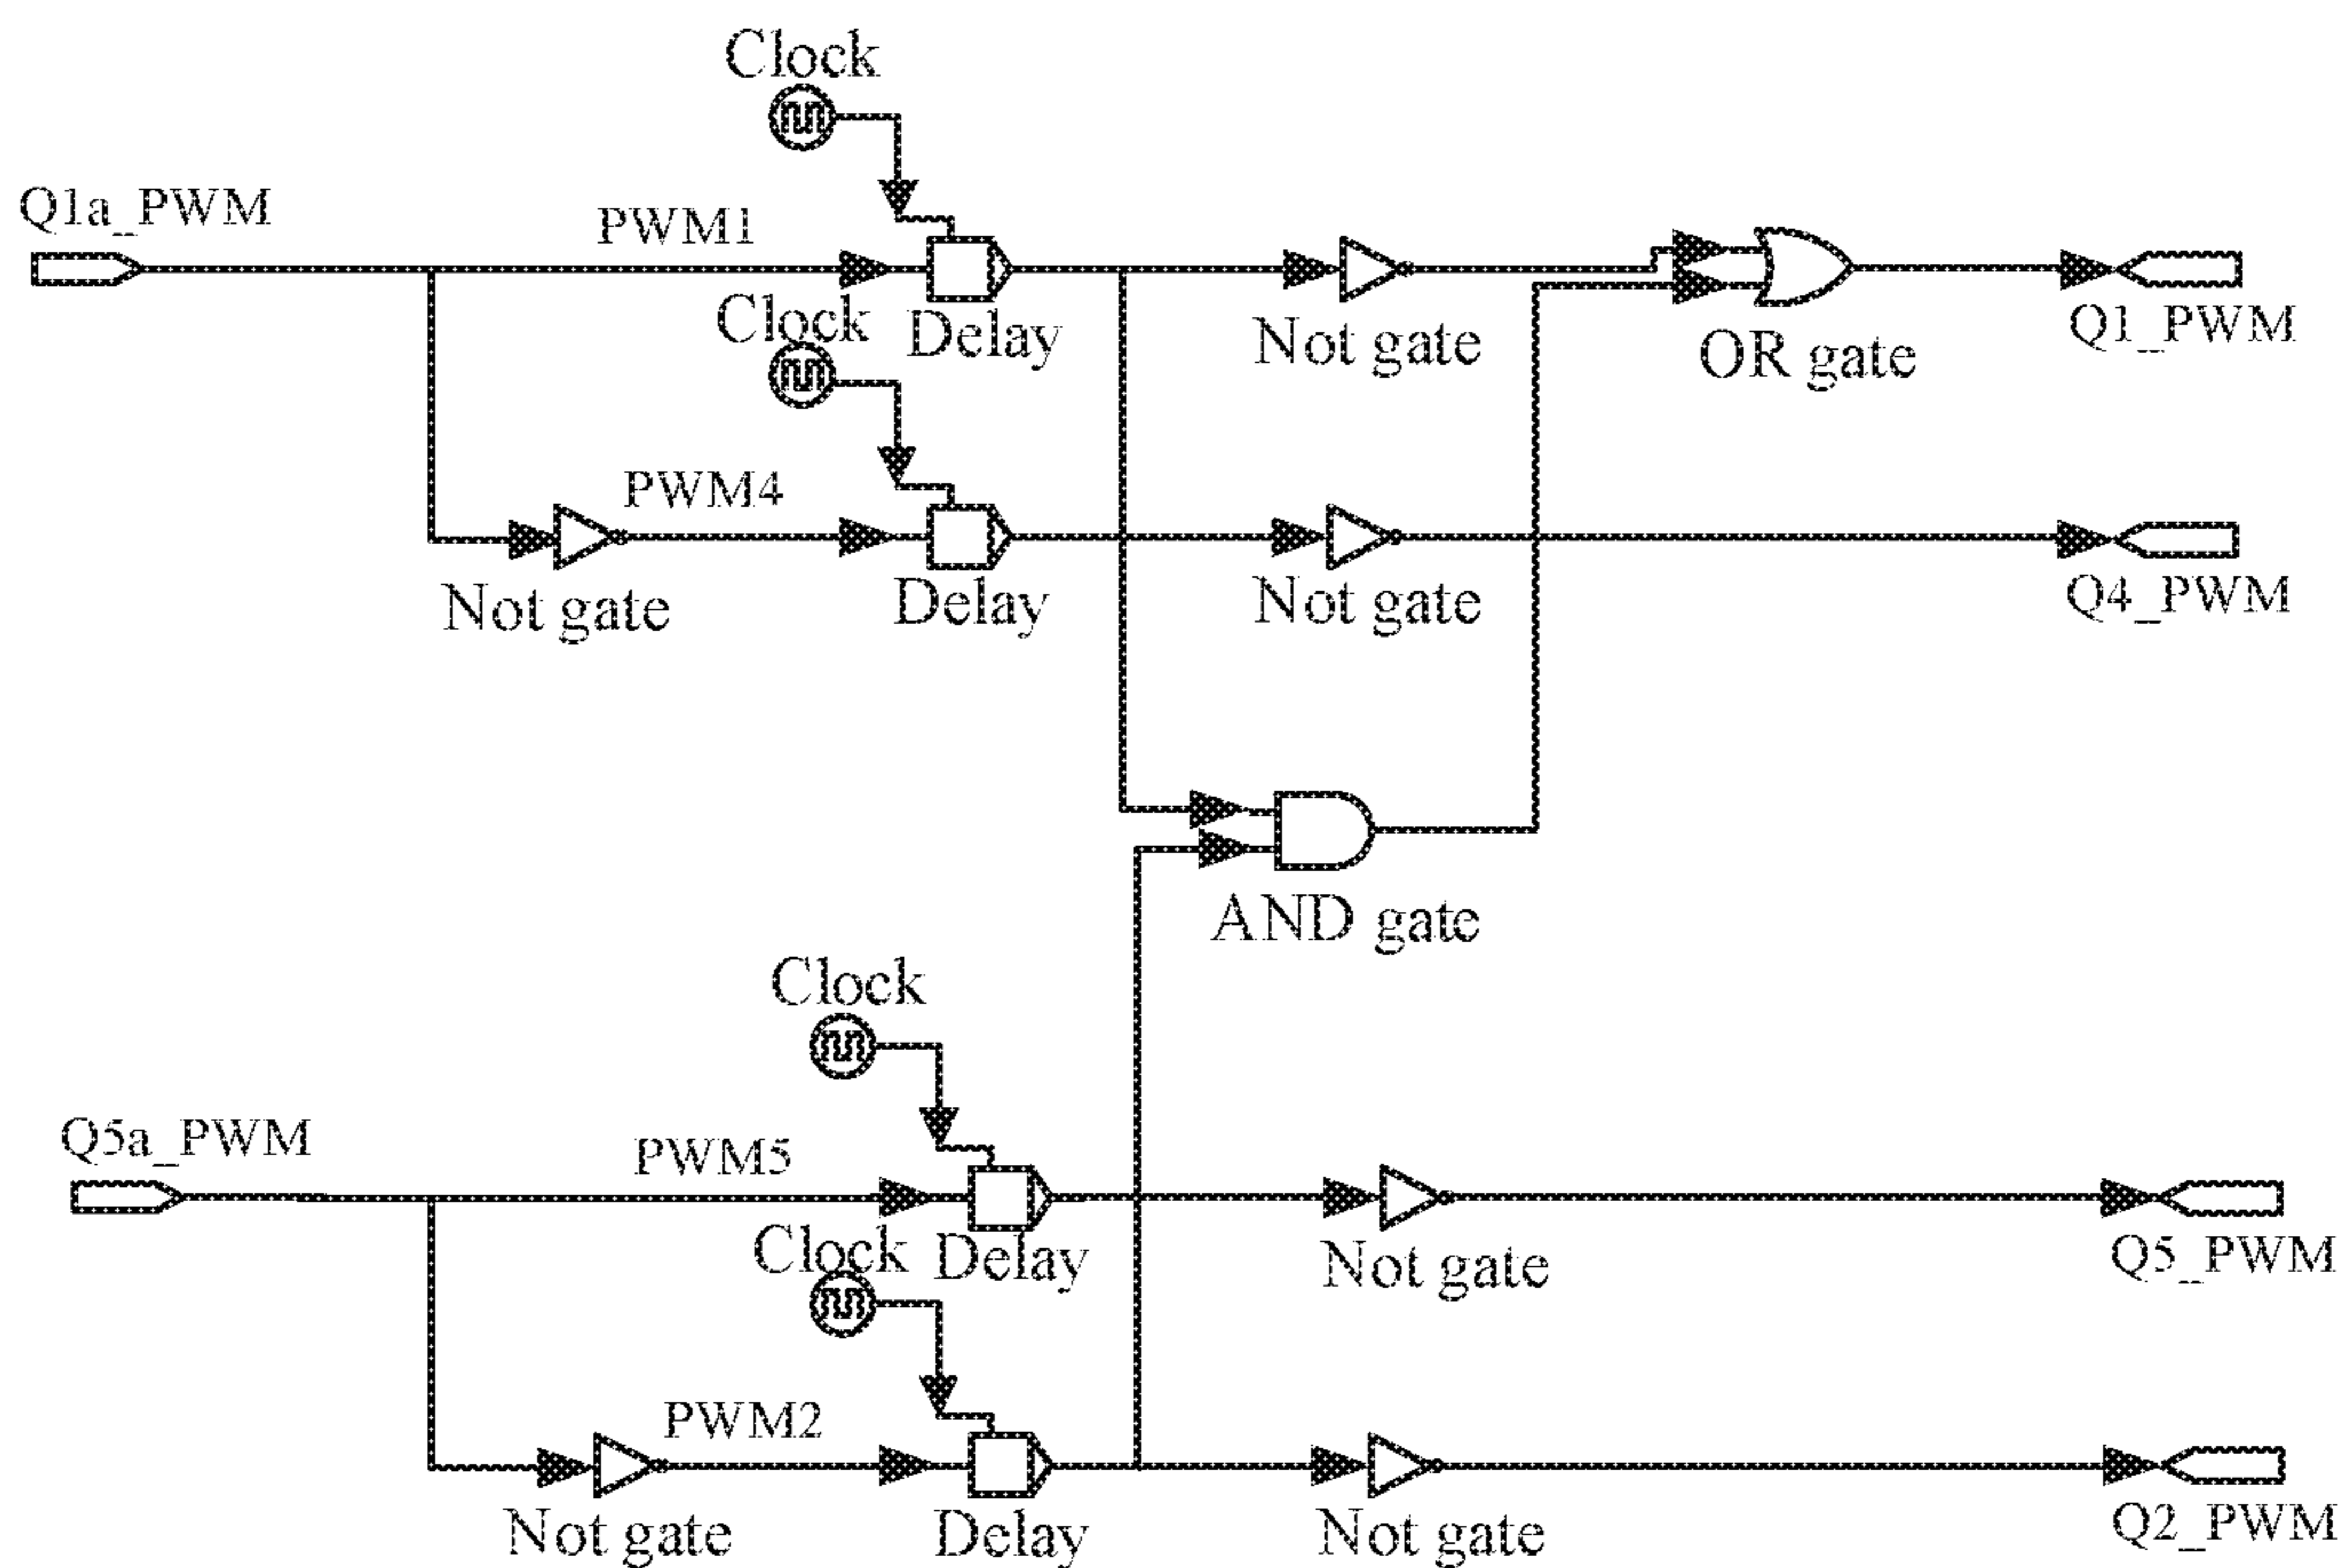 Clock
Q1a_PWM
PWM1
Clock
Delay
Not gate
OR gate
Q1_PWM
PWM4
Not gate
Delay
Not gate
Q4_PWM
AND gate
Clock
Q5a_PWM
PWM5
Clock
Delay
Not gate
Q5_PWM
PWM2
Not gate
Delay
Not gate
Q2_PWM